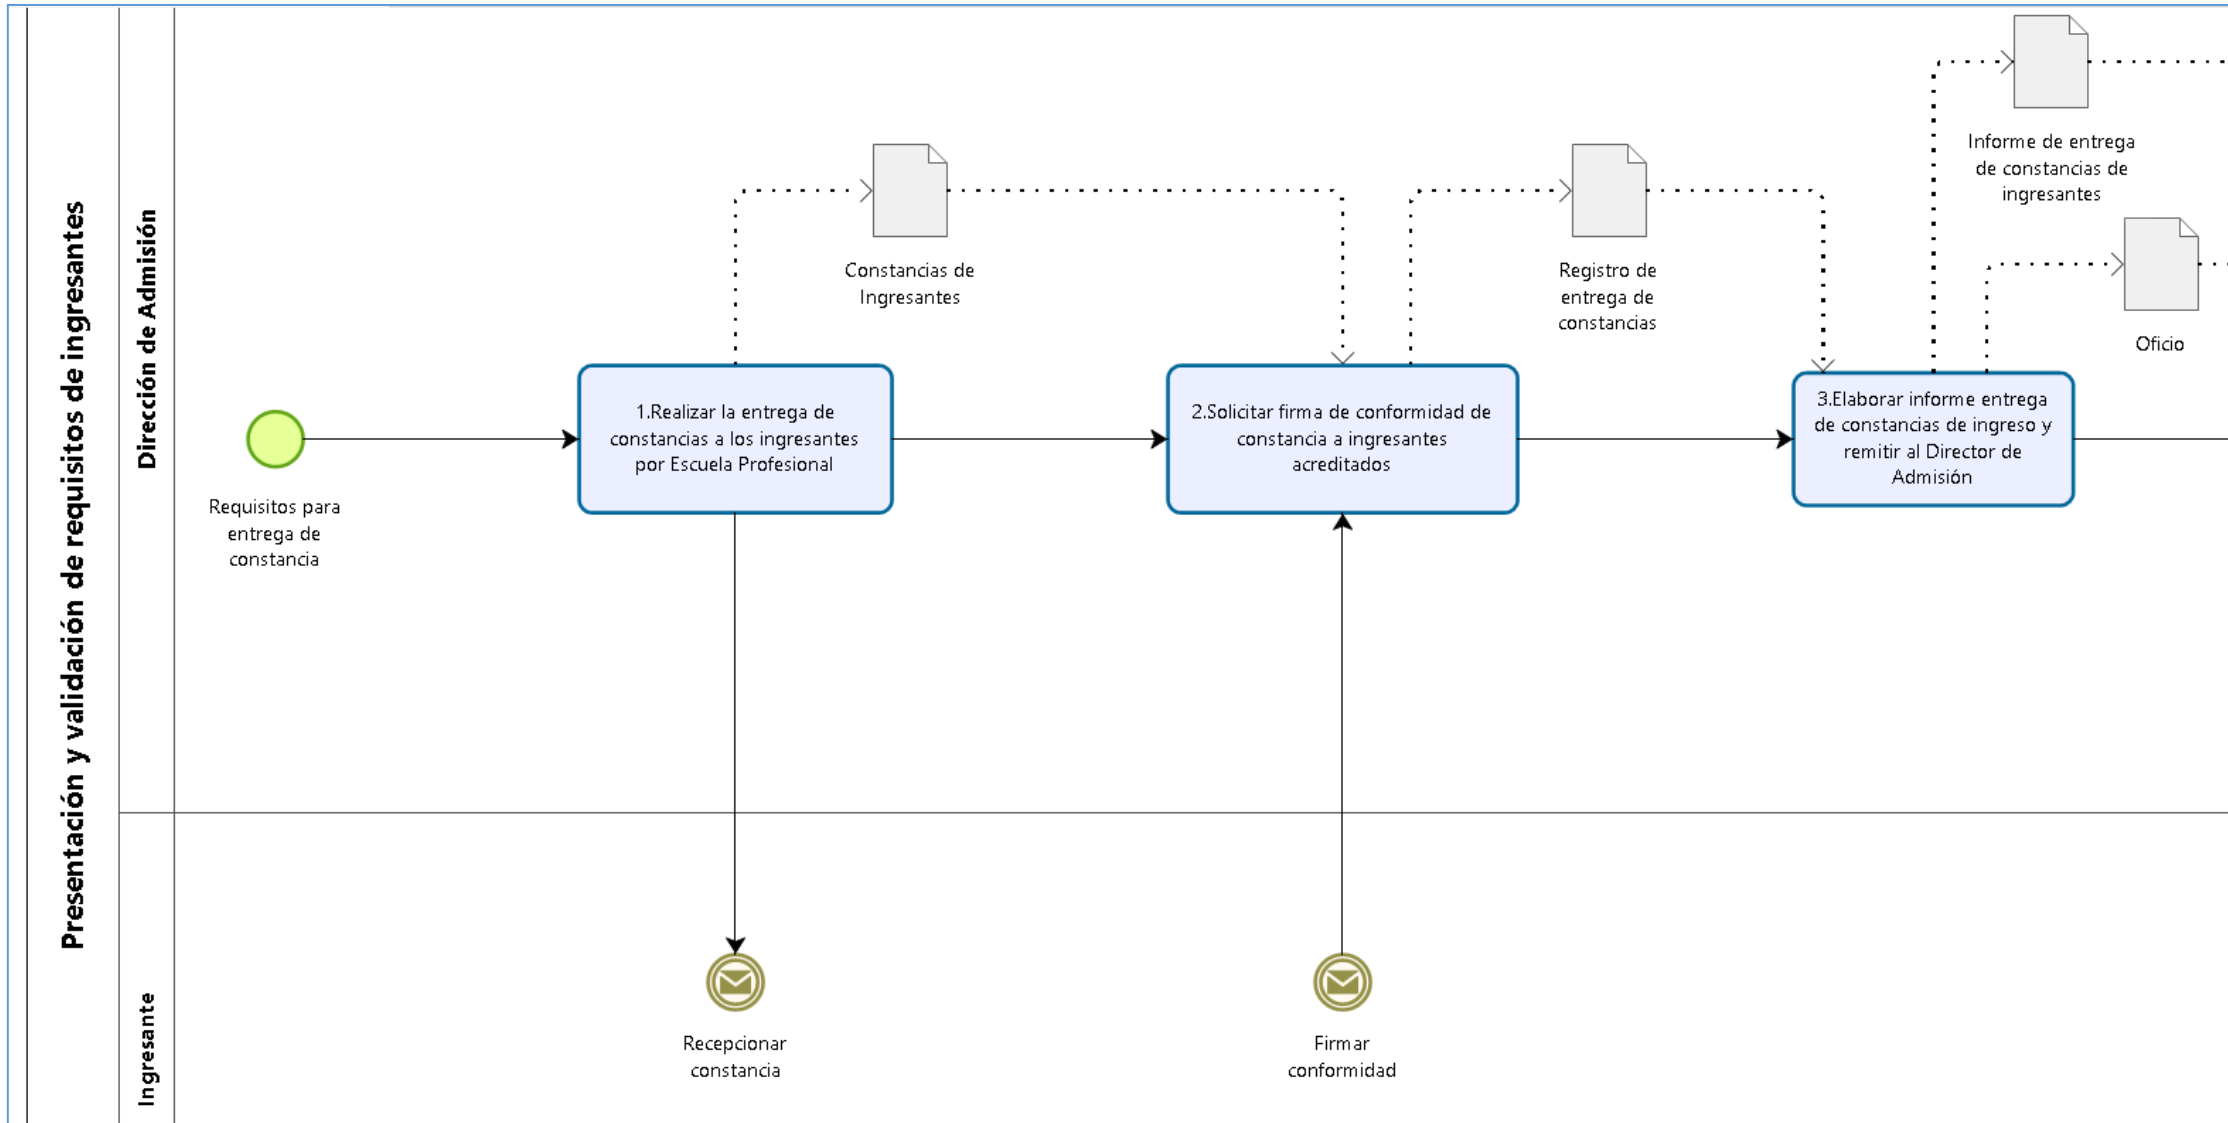 Presentación y validación de requisitos de ingresantes
Dirección de Admisión
Requisitos para
entrega de
constancia
1.Realizar la entrega de
constancias a los ingresantes
por Escuela Profesional
Constancias de
Ingresantes
2.Solicitar firma de conformidad de
constancia a ingresantes
acreditados
Registro de
entrega de
constancias
3.Elaborar informe entrega
de constancias de ingreso y
remitir al Director de
Admisión
Informe de entrega
de constancias de
ingresantes
Oficio
Ingresante
Recepcionar
constancia
Firmar
conformidad